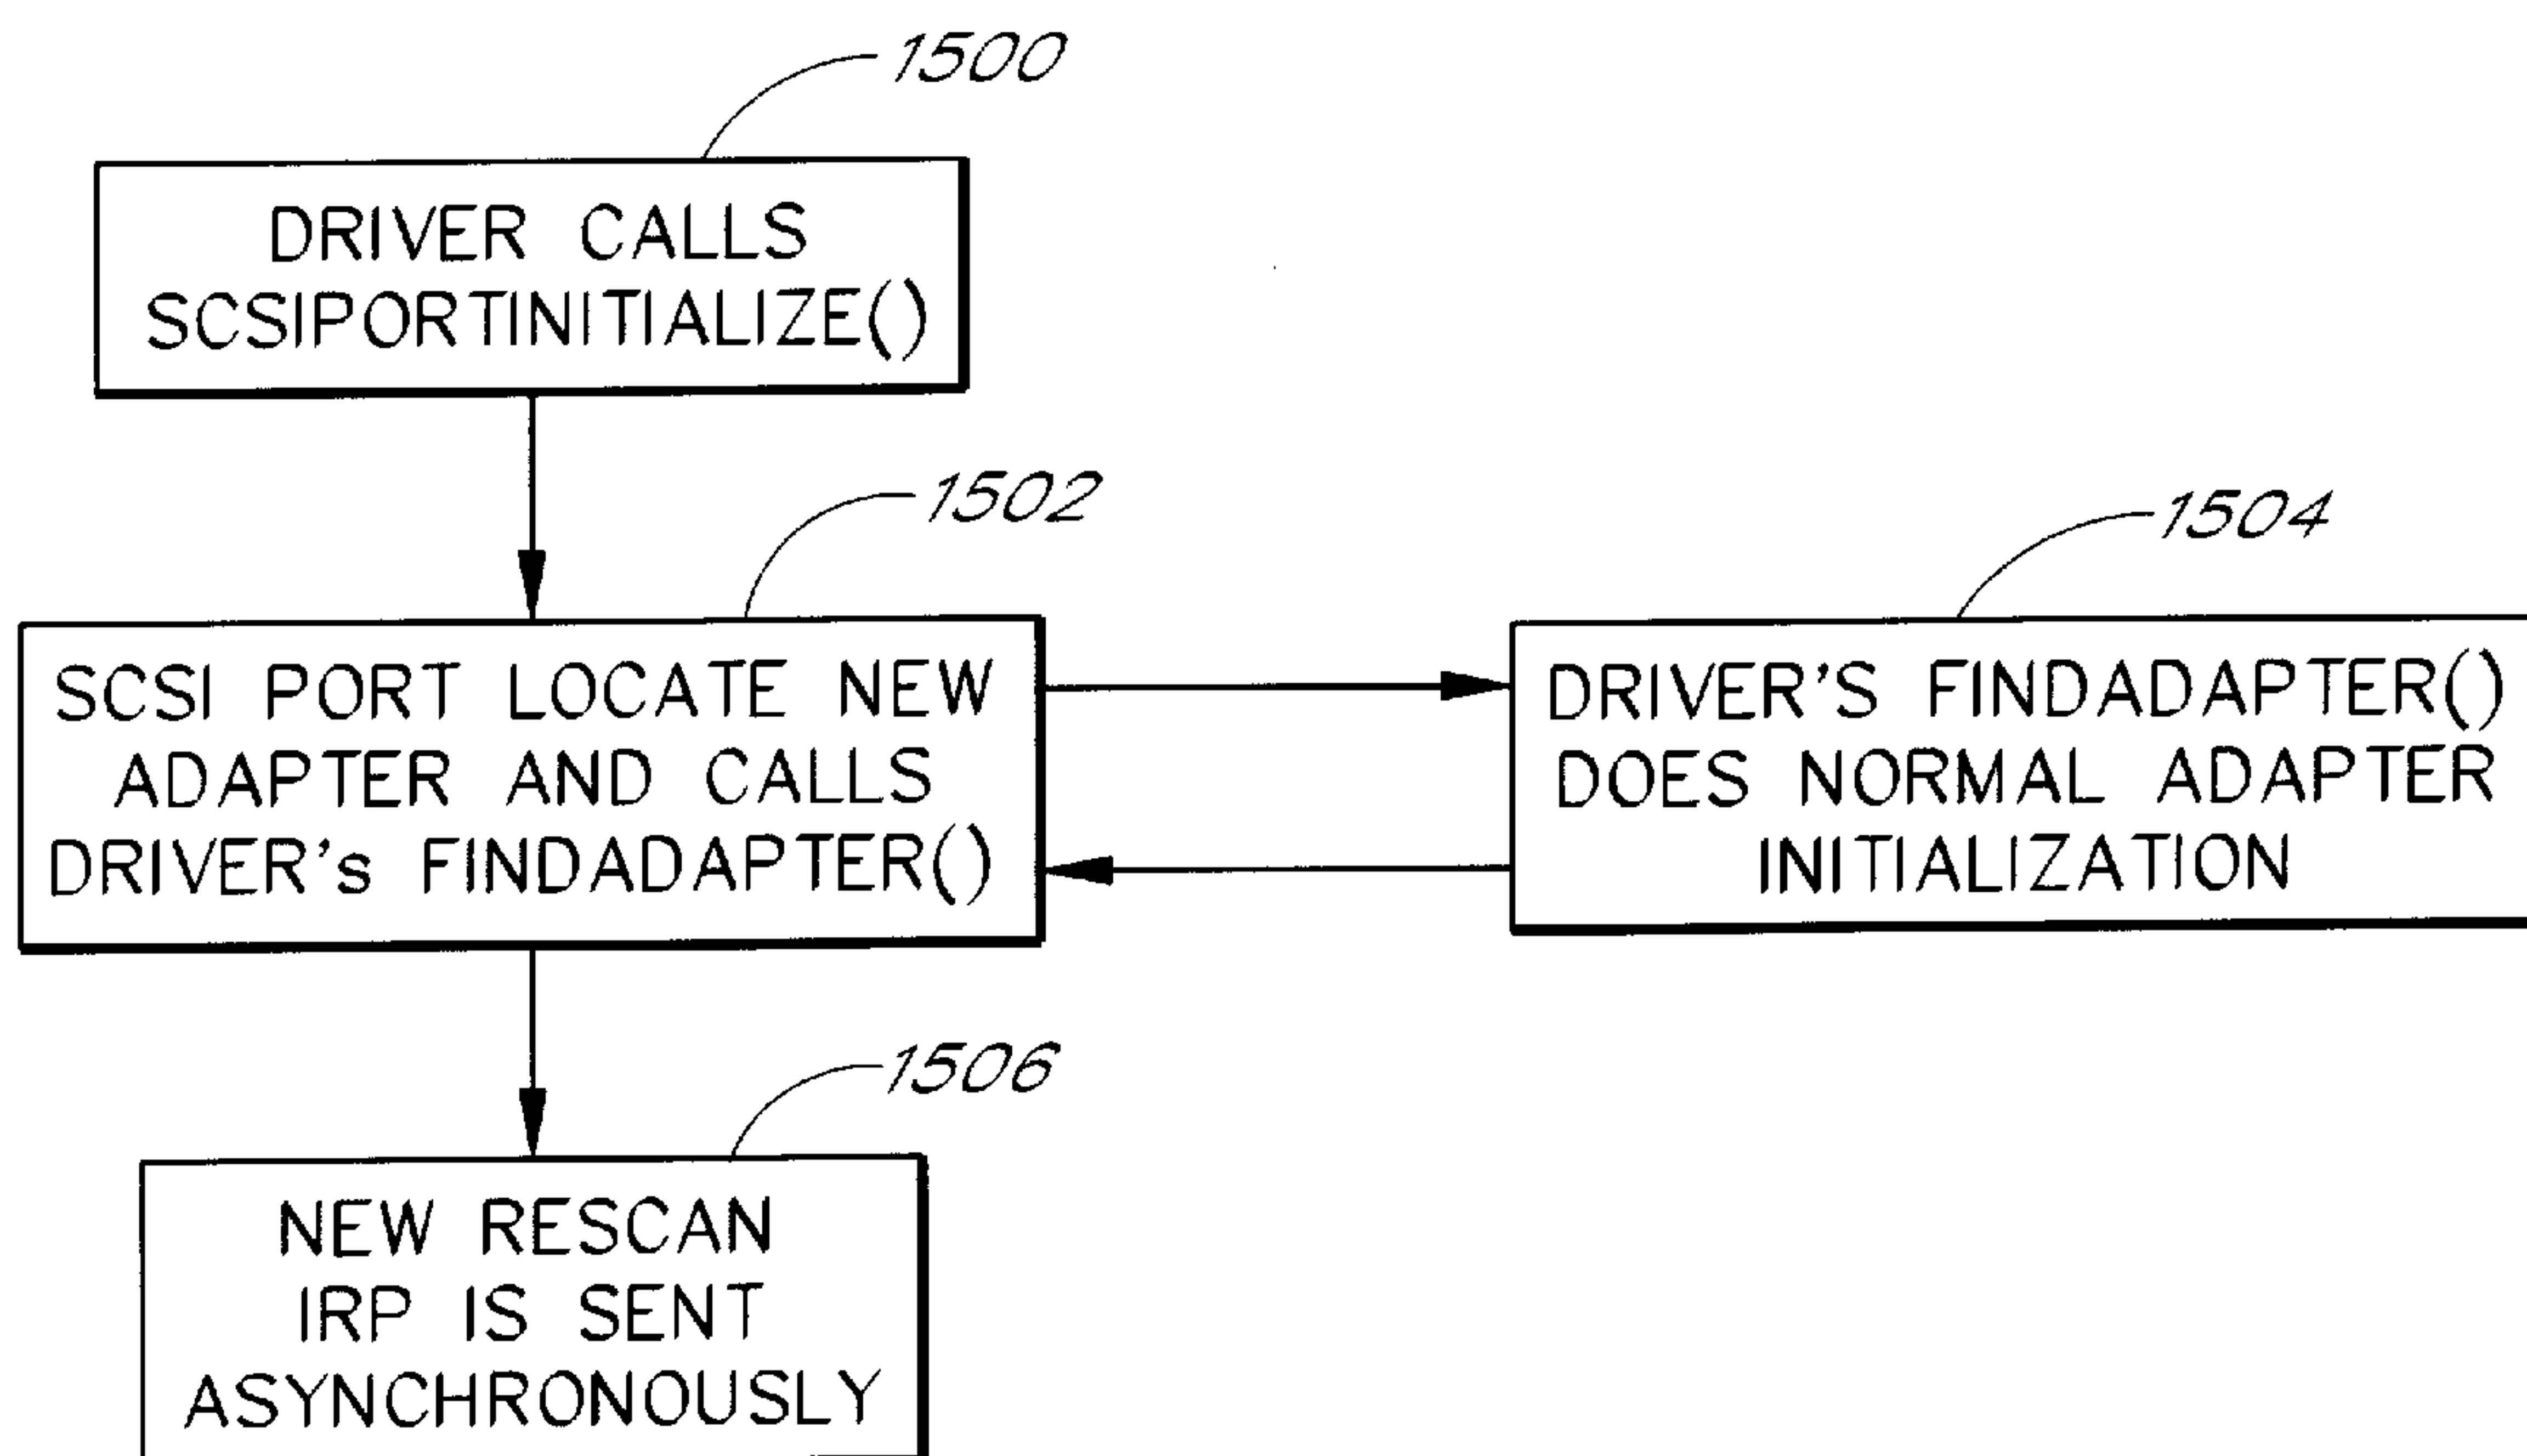 1500
DRIVER CALLS
SCSIPORTINITIALIZE()
1502
SCSI PORT LOCATE NEW
ADAPTER AND CALLS
DRIVER's FINDADAPTER()
1504
DRIVER'S FINDADAPTER()
DOES NORMAL ADAPTER
INITIALIZATION
1506
NEW RESCAN
IRP IS SENT
ASYNCHRONOUSLY